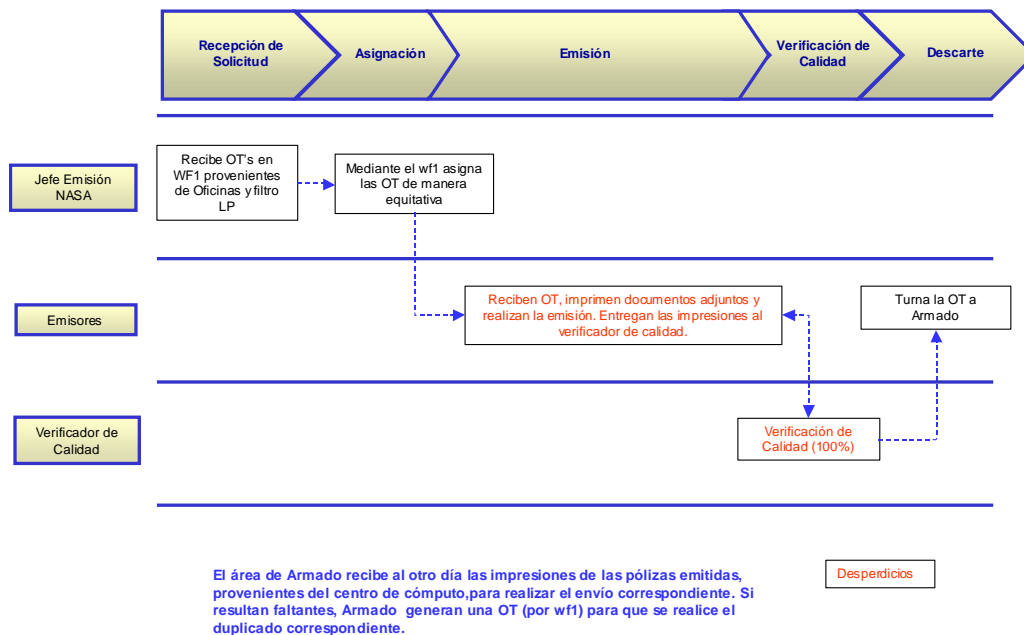 Recepción de
Solicitud
Asignación
Emisión
Verificación de
Calidad
Descarte
Jefe Emisión
NASA
Recibe OT's en
WF1 provenientes
de Oficinas y filtro
LP
Mediante el wf1 asigna
las OT de manera
equitativa
Emisores
Reciben OT, imprimen documentos adjuntos y
realizan la emisión. Entregan las impresiones al
verificador de calidad.
Turna la OT a
Armado
Verificador de
Calidad
Verificación de
Calidad (100%)
El área de Armado recibe al otro día las impresiones de las pólizas emitidas,
provenientes del centro de cómputo,para realizar el envío correspondiente. Si
resultan faltantes, Armado  generan una OT (por wf1) para que se realice el
duplicado correspondiente.
Desperdicios